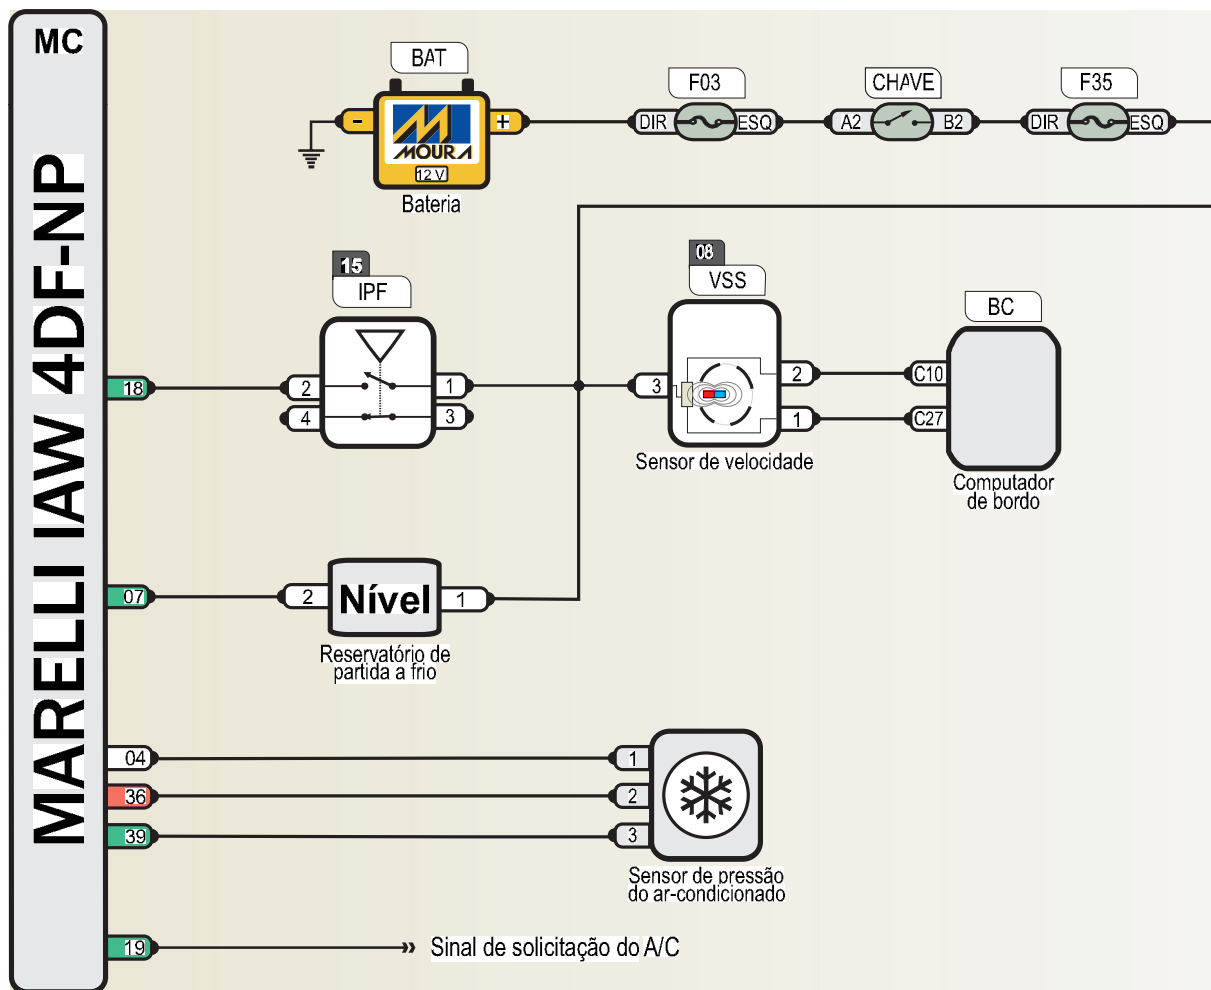 MC
MARELLI IAW 4DF-NP
BAT
- +
MOURA
12 V
Bateria
F03
DIR ESQ
CHAVE
A2 B2
F35
DIR ESQ
15
IPF
18
2 1
4 3
08
VSS
3 2
1
Sensor de velocidade
BC
C10
C27
Computador
de bordo
07
2 Nível 1
Reservatório de
partida a frio
04 1
36 2
39 3
Sensor de pressão
do ar-condicionado
19 Sinal de solicitação do A/C